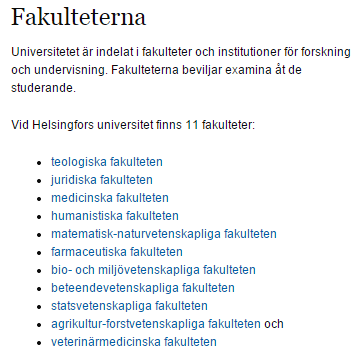 Fakulteterna
Universitetet är indelat i fakulteter och institutioner för forskning
och undervisning. Fakulteterna beviljar examina åt de
studerande.
Vid Helsingfors universitet finns 11 fakulteter:
teologiska fakulteten
juridiska fakulteten
medicinska fakulteten
humanistiska fakulteten
matematisk-naturvetenskapliga fakulteten
farmaceutiska fakulteten
bio- och miljövetenskapliga fakulteten
beteendevetenskapliga fakulteten
statsvetenskapliga fakulteten
agrikultur-forstvetenskapliga fakulteten och
veterinärmedicinska fakulteten